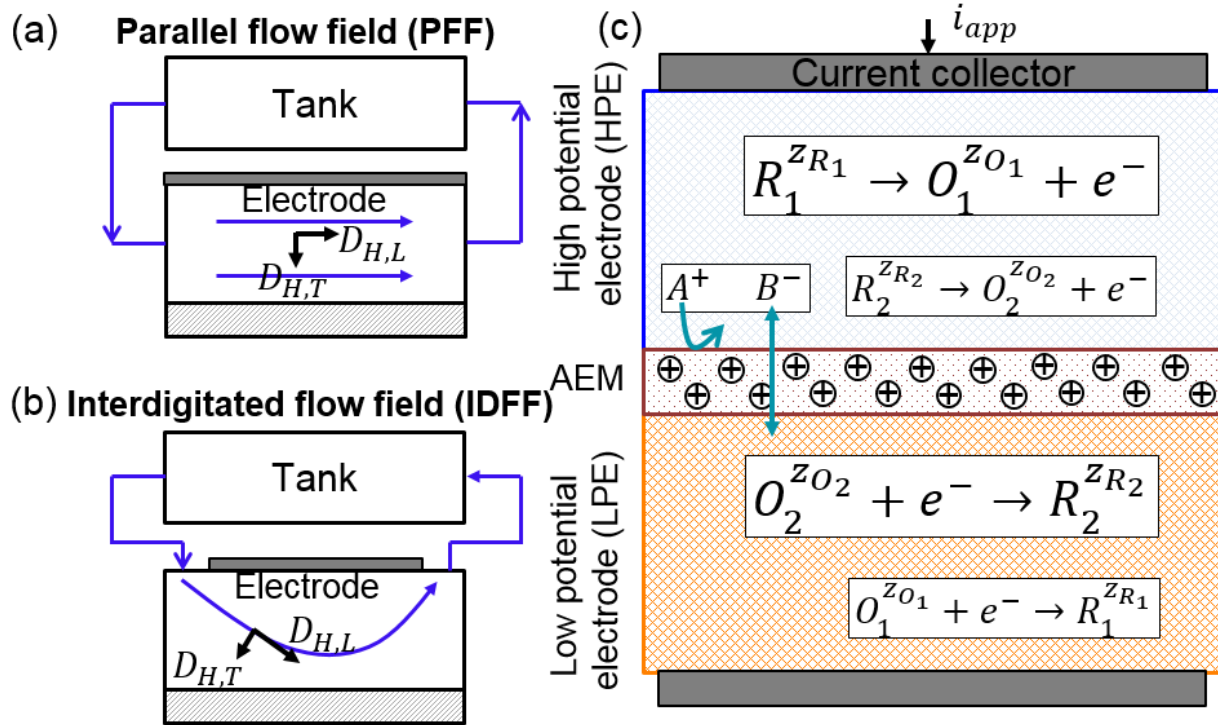 (a) Parallel flow field (PFF)
Tank
Electrode
D_{H,L}
D_{H,T}
(b) Interdigitated flow field (IDFF)
Tank
Electrode
D_{H,L}
D_{H,T}
(c)
i_{app}
Current collector
High potential
electrode (HPE)
R_1^{z_{R_1}} → O_1^{z_{O_1}} + e^-
A^+ B^-
R_2^{z_{R_2}} → O_2^{z_{O_2}} + e^-
AEM
Low potential
electrode (LPE)
O_2^{z_{O_2}} + e^- → R_2^{z_{R_2}}
O_1^{z_{O_1}} + e^- → R_1^{z_{R_1}}